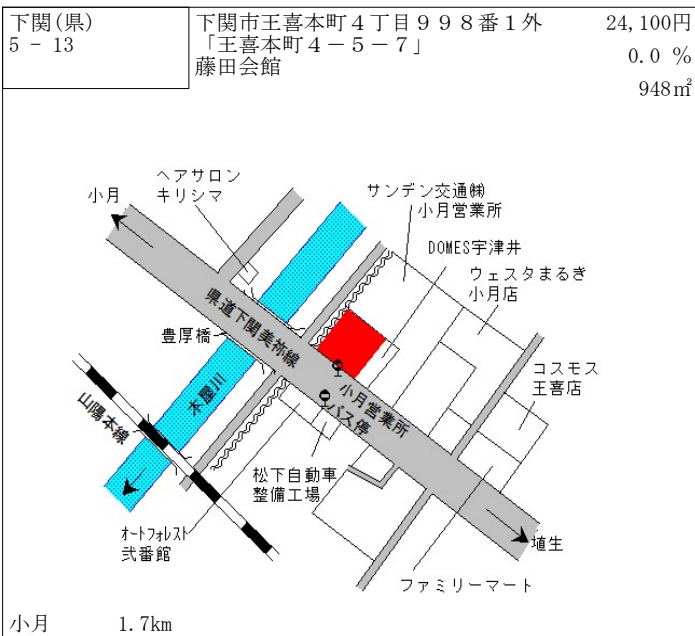 下関(県)
5 - 13
下関市王喜本町４丁目９９８番１外
「王喜本町４－５－７」
藤田会館
24,100円
0.0 %
948㎡
ヘアサロン
キリシマ
小月
サンデン交通㈱
小月営業所
DOMES宇津井
ウェスタまるき
小月店
県道下関美祢線
豊厚橋
コスモス
王喜店
木屋川
山陽本線
小月営業所
バス停
松下自動車
整備工場
オートフォレスト
弐番館
埴生
ファミリーマート
小月 1.7km